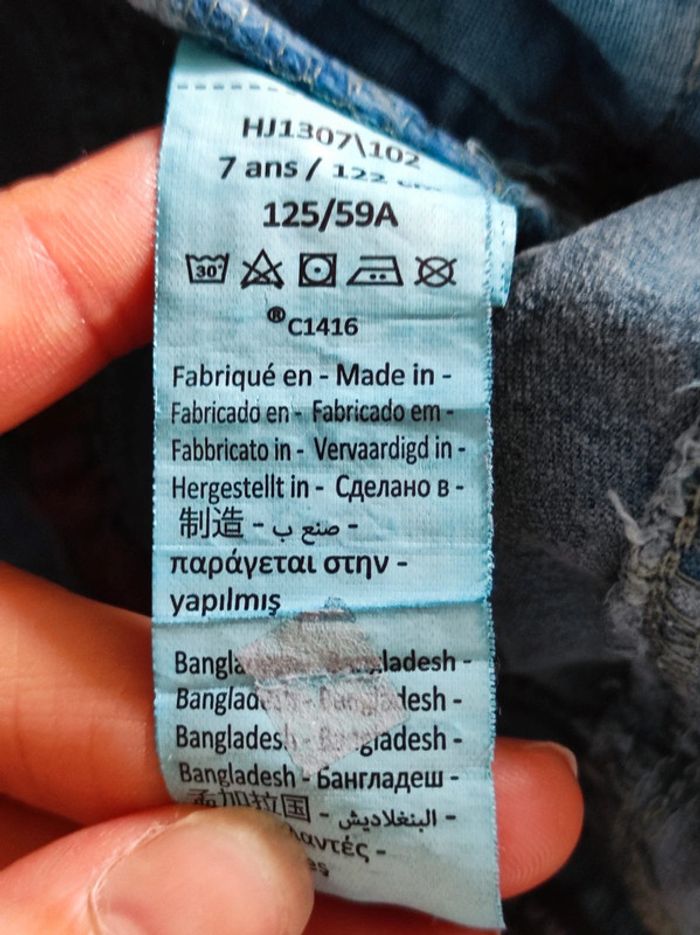 HJ1307\102
7 ans / 122
125/59A
30°
®C1416
Fabriqué en - Made in -
Fabricado en - Fabricado em -
Fabbricato in - Vervaardigd in -
Hergestellt in - Сделано в -
制造 - صنع ب -
παράγεται στην -
yapılmış
-
Bangladesh -
Bangladesh - Bangladesh -
Bangladesh - Бангладеш -
孟加拉国 - البنغلاديش -